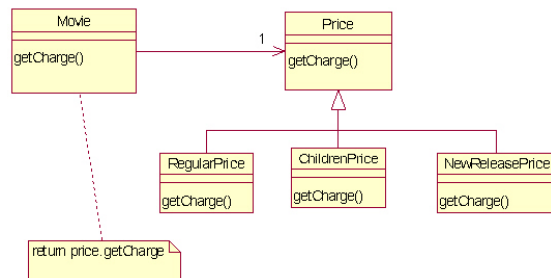 Movie
getCharge()
1
Price
getCharge()
RegularPrice
getCharge()
ChildrenPrice
getCharge()
NewReleasePrice
getCharge()
return price.getCharge